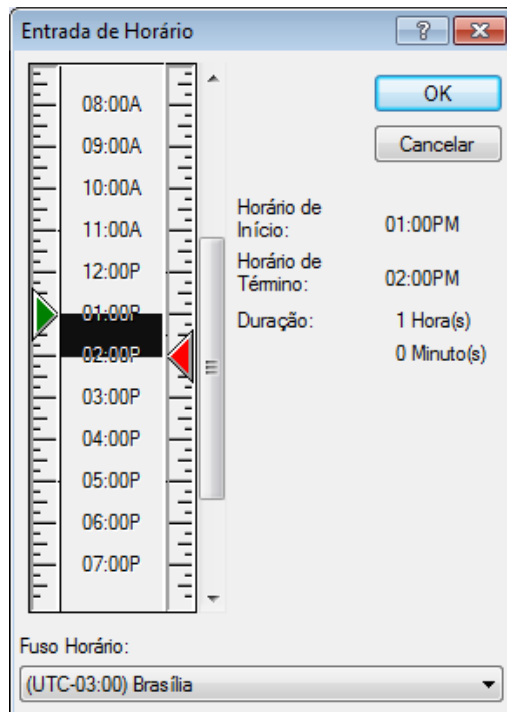 Entrada de Horário
08:00A
09:00A
10:00A
11:00A
12:00P
01:00P
02:00P
03:00P
04:00P
05:00P
06:00P
07:00P
OK
Cancelar
Horário de
Início:
01:00PM
Horário de
Término:
02:00PM
Duração:
1 Hora(s)
0 Minuto(s)
Fuso Horário:
(UTC-03:00) Brasília